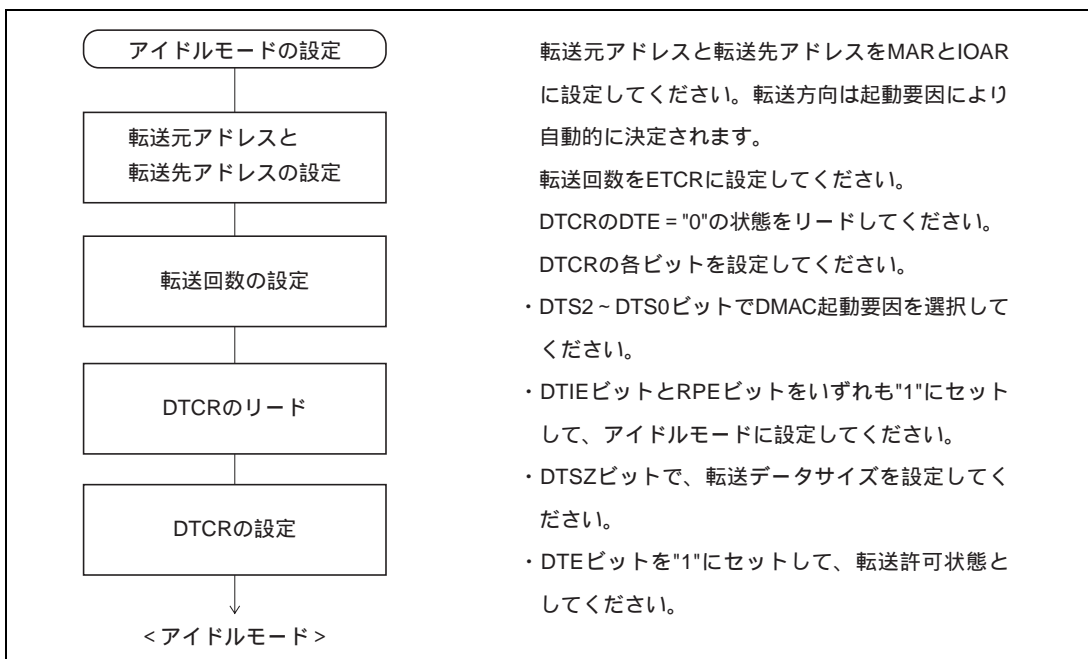 アイドルモードの設定
転送元アドレスと
転送先アドレスの設定
転送回数の設定
DTCRのリード
DTCRの設定
<アイドルモード>
転送元アドレスと転送先アドレスをMARとIOAR
に設定してください。転送方向は起動要因により
自動的に決定されます。
転送回数をETCRに設定してください。
DTCRのDTE="0"の状態をリードしてください。
DTCRの各ビットを設定してください。
・DTS2~DTS0ビットでDMAC起動要因を選択して
ください。
・DTIEビットとRPEビットをいずれも"1"にセット
して、アイドルモードに設定してください。
・DTSZビットで、転送データサイズを設定してく
ださい。
・DTEビットを"1"にセットして、転送許可状態と
してください。